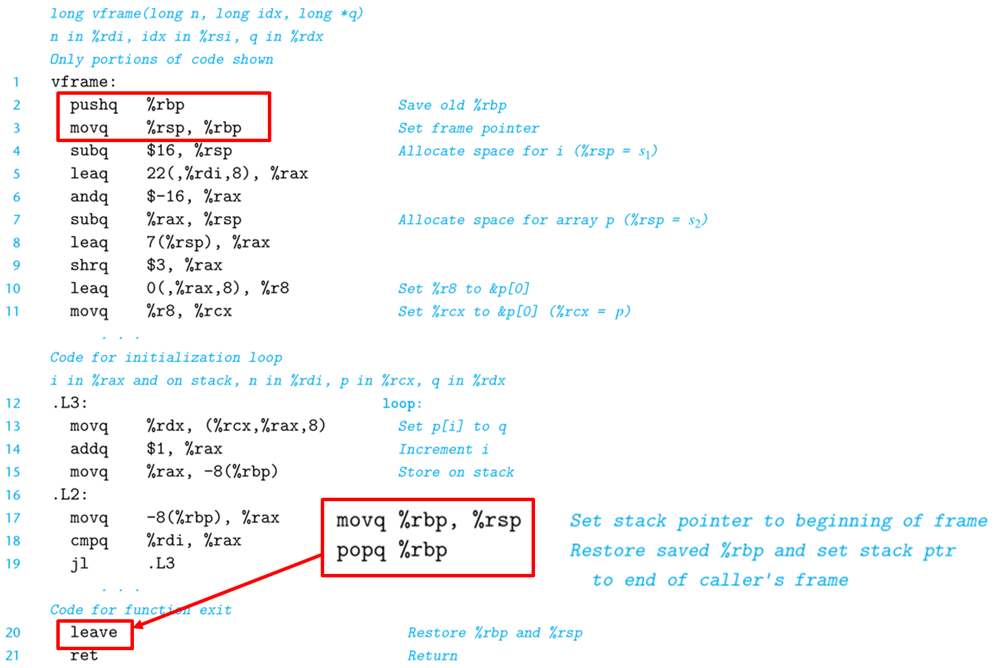 long vframe(long n, long idx, long *q)
n in %rdi, idx in %rsi, q in %rdx
Only portions of code shown
1 vframe:
2 pushq %rbp Save old %rbp
3 movq %rsp, %rbp Set frame pointer
4 subq $16, %rsp Allocate space for i (%rsp = s₁)
5 leaq 22(,%rdi,8), %rax
6 andq $-16, %rax
7 subq %rax, %rsp Allocate space for array p (%rsp = s₂)
8 leaq 7(%rsp), %rax
9 shrq $3, %rax
10 leaq 0(,%rax,8), %r8 Set %r8 to &p[0]
11 movq %r8, %rcx Set %rcx to &p[0] (%rcx = p)
. . .
Code for initialization loop
i in %rax and on stack, n in %rdi, p in %rcx, q in %rdx
12 .L3: loop:
13 movq %rdx, (%rcx,%rax,8) Set p[i] to q
14 addq $1, %rax Increment i
15 movq %rax, -8(%rbp) Store on stack
16 .L2:
17 movq -8(%rbp), %rax
18 cmpq %rdi, %rax
19 jl .L3
movq %rbp, %rsp Set stack pointer to beginning of frame
popq %rbp Restore saved %rbp and set stack ptr
to end of caller's frame
. . .
Code for function exit
20 leave Restore %rbp and %rsp
21 ret Return